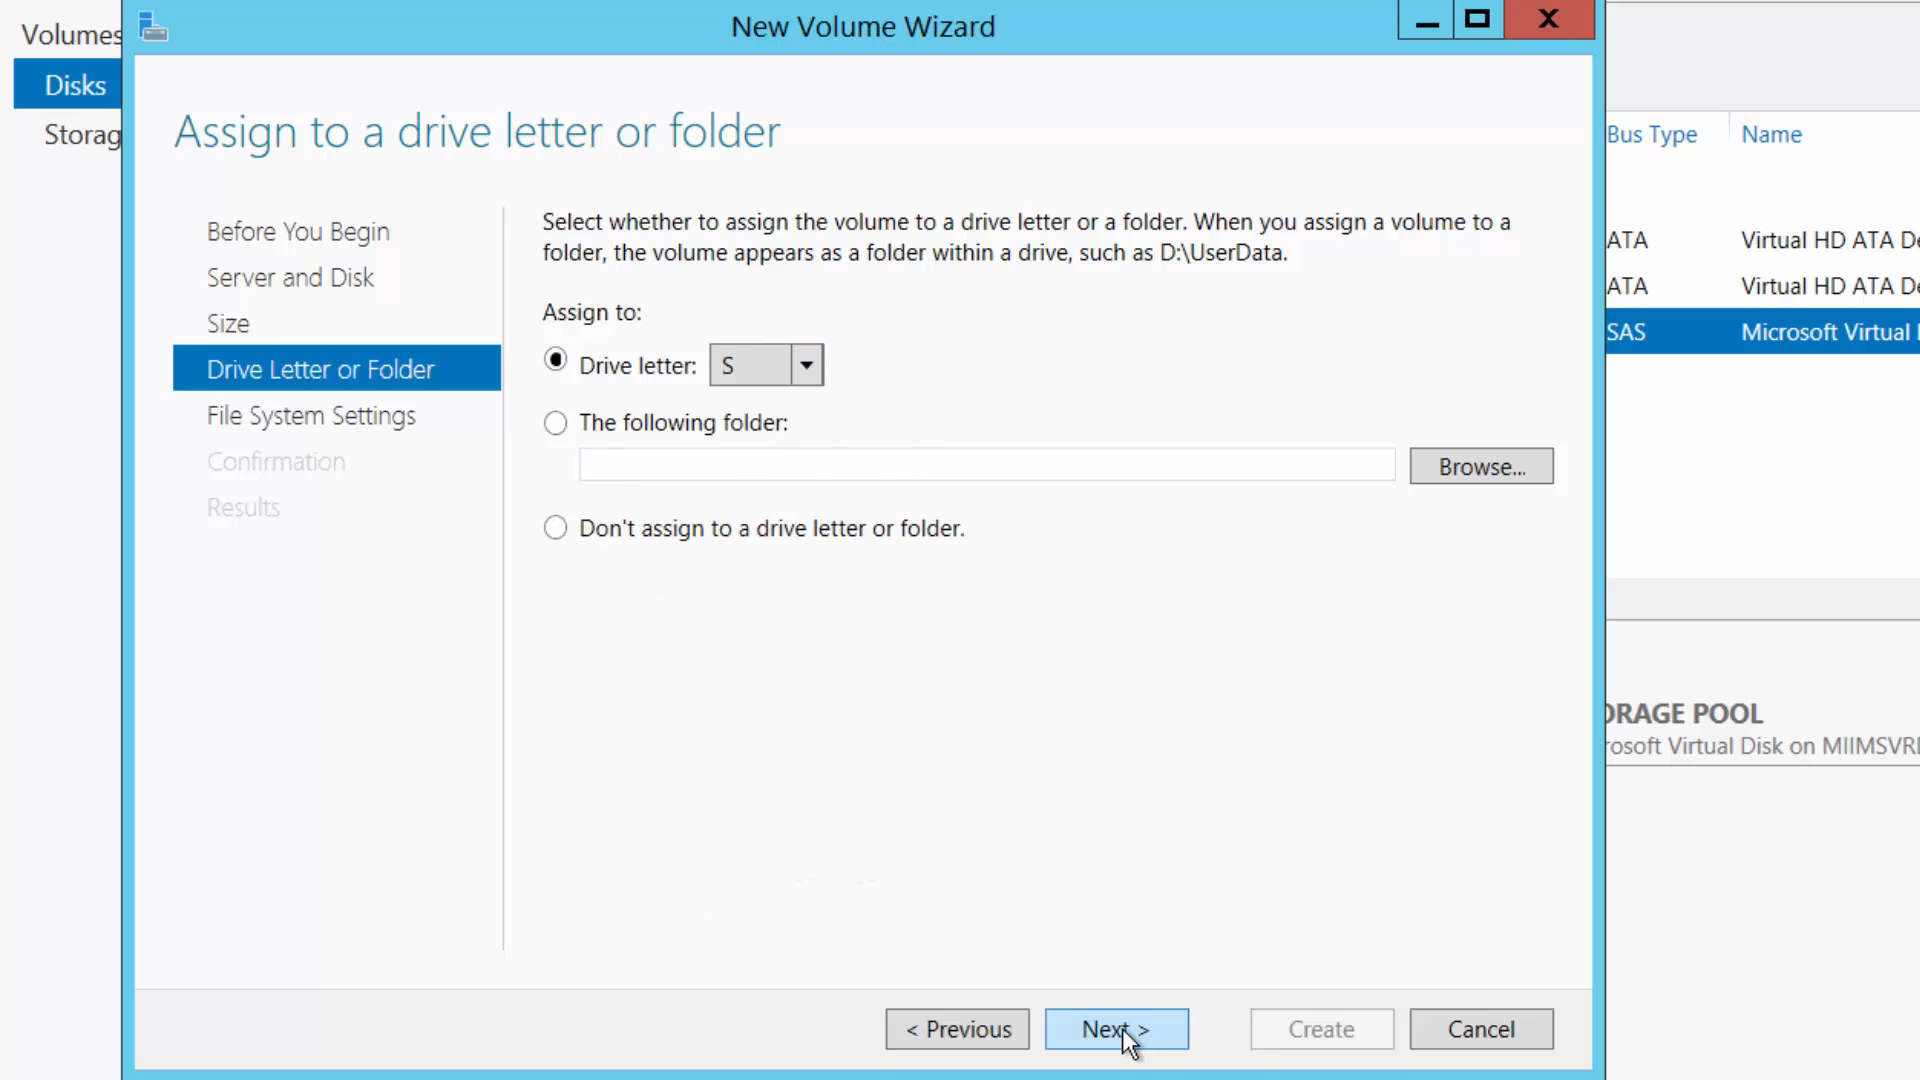 New Volume Wizard
X
Volumes
Disks
Storag
Assign to a drive letter or folder
Before You Begin
Server and Disk
Size
Drive Letter or Folder
File System Settings
Confirmation
Results
Select whether to assign the volume to a drive letter or a folder. When you assign a volume to a
folder, the volume appears as a folder within a drive, such as D:\UserData.
Assign to:
Drive letter: S
The following folder:
Browse...
Don't assign to a drive letter or folder.
< Previous
Next >
Create
Cancel
Bus Type Name
ATA Virtual HD ATA De
ATA Virtual HD ATA De
SAS Microsoft Virtual
ORAGE POOL
rosoft Virtual Disk on MIIMSVR